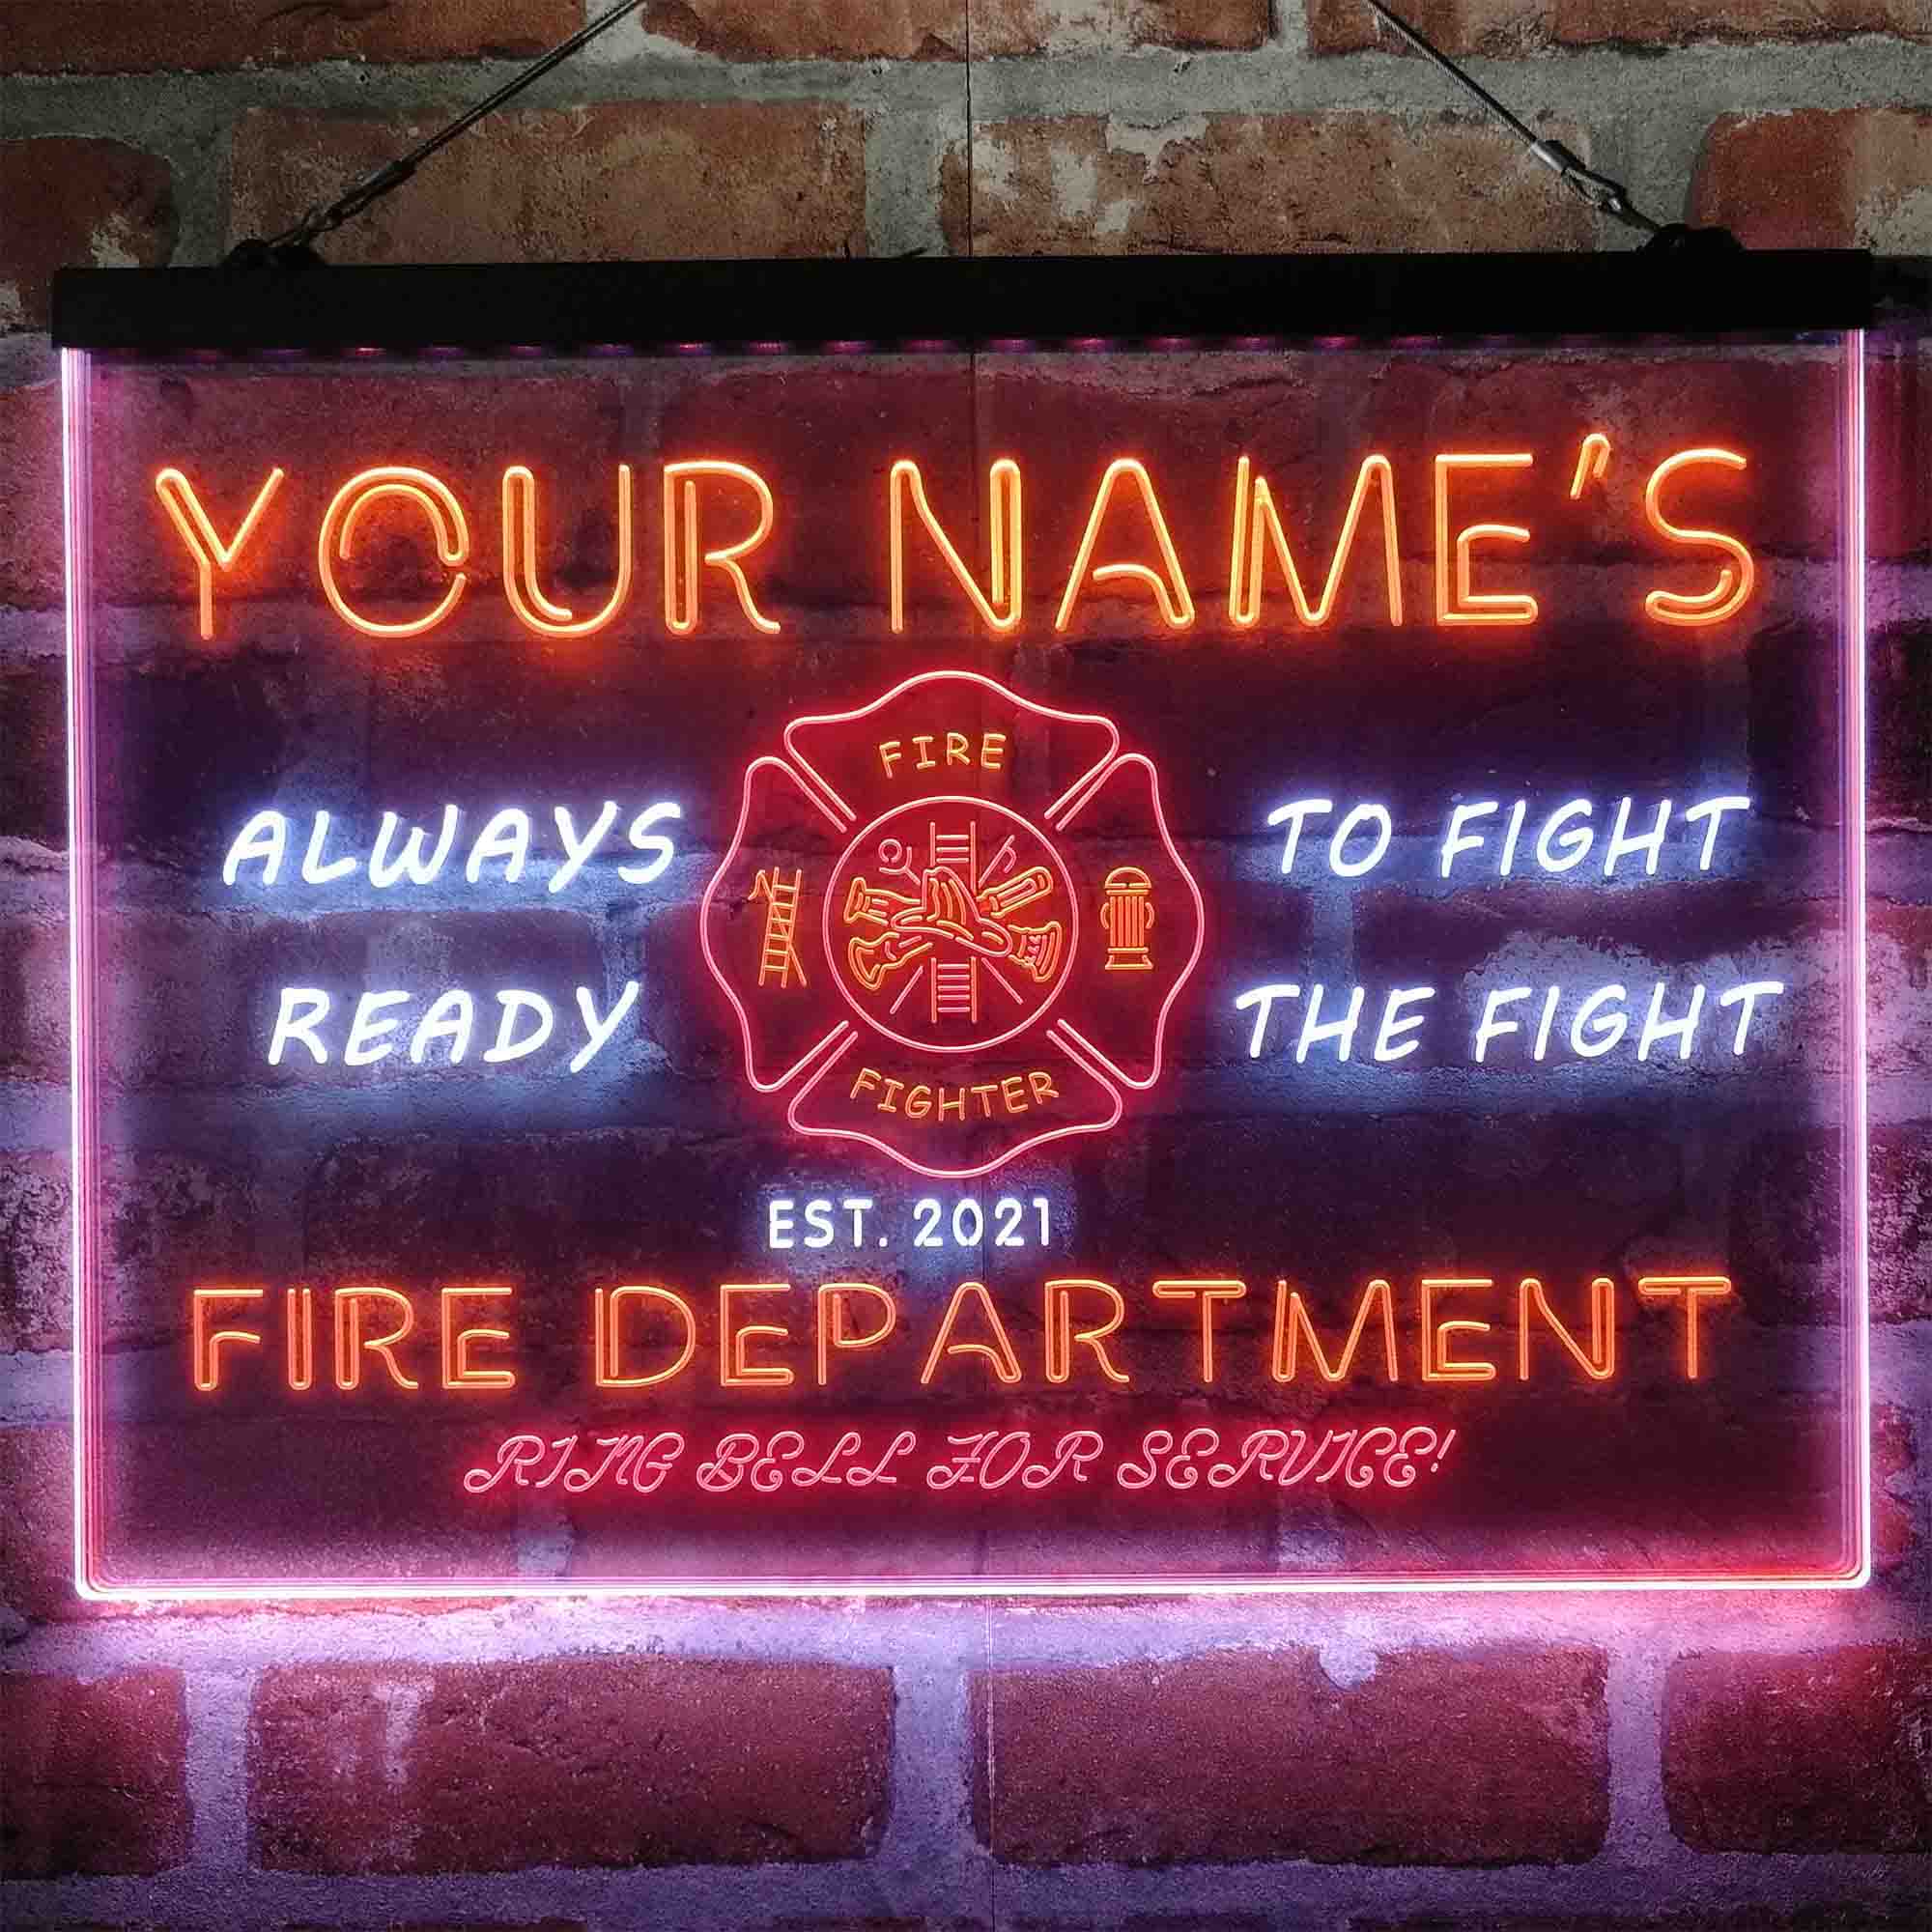 YOUR NAME'S
FIRE
ALWAYS
READY
TO FIGHT
THE FIGHT
FIGHTER
EST. 2021
FIRE DEPARTMENT
RING BELL FOR SERVICE!